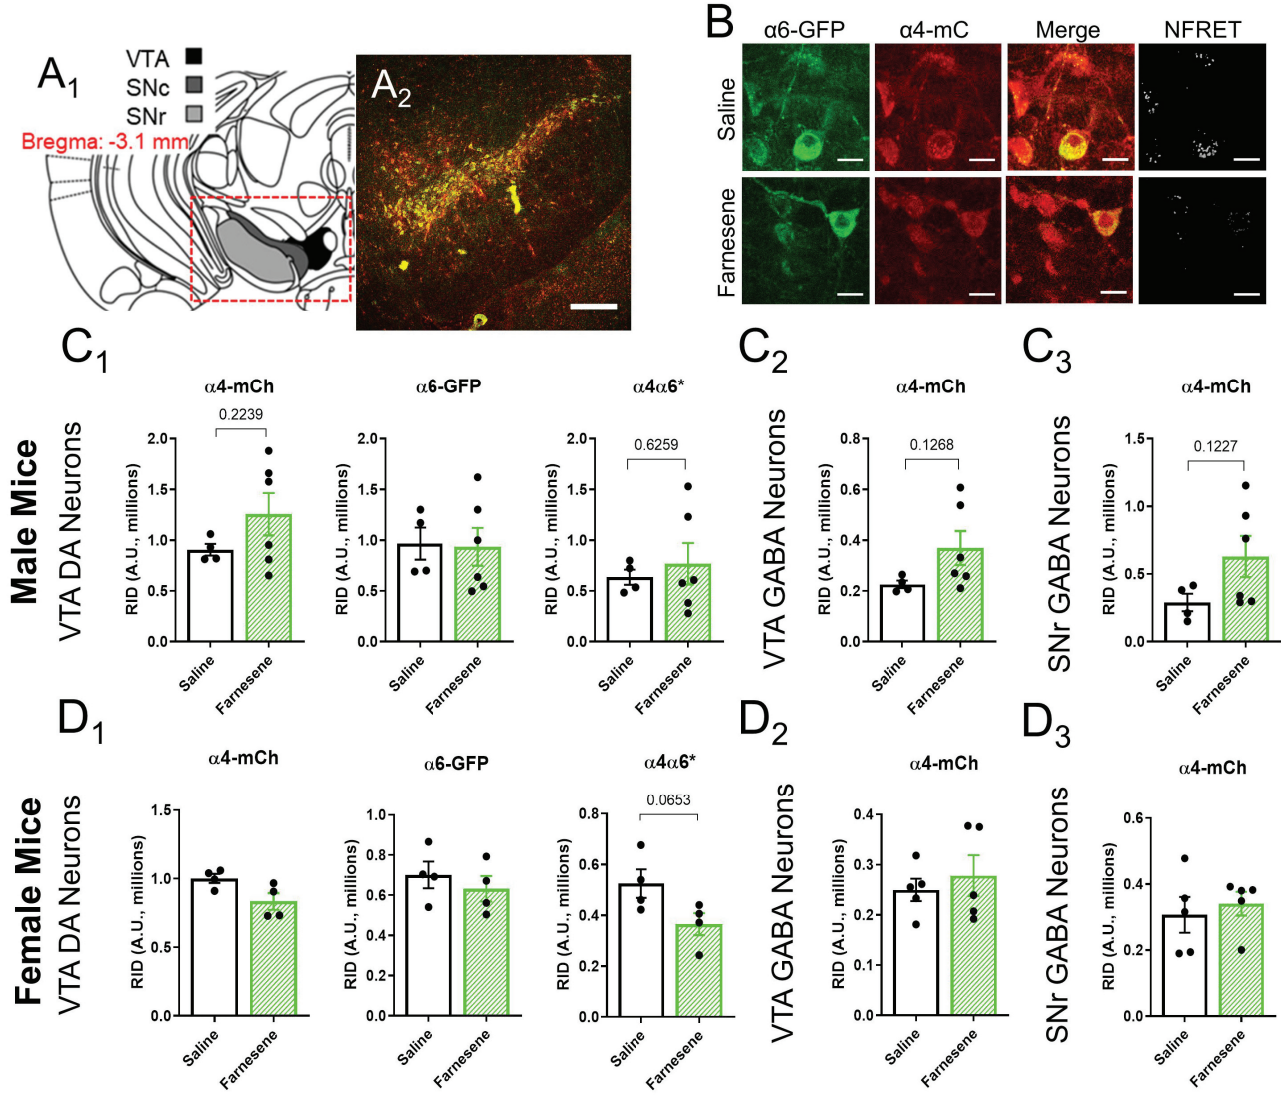 A1
VTA
SNc
SNr
Bregma: -3.1 mm
A2
B
α6-GFP α4-mC Merge NFRET
Saline
Farnesene
C1
Male Mice
VTA DA Neurons
α4-mCh
0.2239
RID (A.U., millions)
2.0
1.5
1.0
0.5
0.0
Saline
Farnesene
α6-GFP
RID (A.U., millions)
2.0
1.5
1.0
0.5
0.0
Saline
Farnesene
α4α6*
0.6259
RID (A.U., millions)
2.0
1.5
1.0
0.5
0.0
Saline
Farnesene
C2
VTA GABA Neurons
α4-mCh
0.1268
RID (A.U., millions)
0.8
0.6
0.4
0.2
0.0
Saline
Farnesene
C3
SNr GABA Neurons
α4-mCh
0.1227
RID (A.U., millions)
1.5
1.0
0.5
0.0
Saline
Farnesene
D1
Female Mice
VTA DA Neurons
α4-mCh
RID (A.U., millions)
1.5
1.0
0.5
0.0
Saline
Farnesene
α6-GFP
RID (A.U., millions)
1.0
0.8
0.6
0.4
0.2
0.0
Saline
Farnesene
α4α6*
0.0653
RID (A.U., millions)
0.8
0.6
0.4
0.2
0.0
Saline
Farnesene
D2
VTA GABA Neurons
α4-mCh
RID (A.U., millions)
0.4
0.3
0.2
0.1
0.0
Saline
Farnesene
D3
SNr GABA Neurons
α4-mCh
RID (A.U., millions)
0.6
0.4
0.2
0.0
Saline
Farnesene